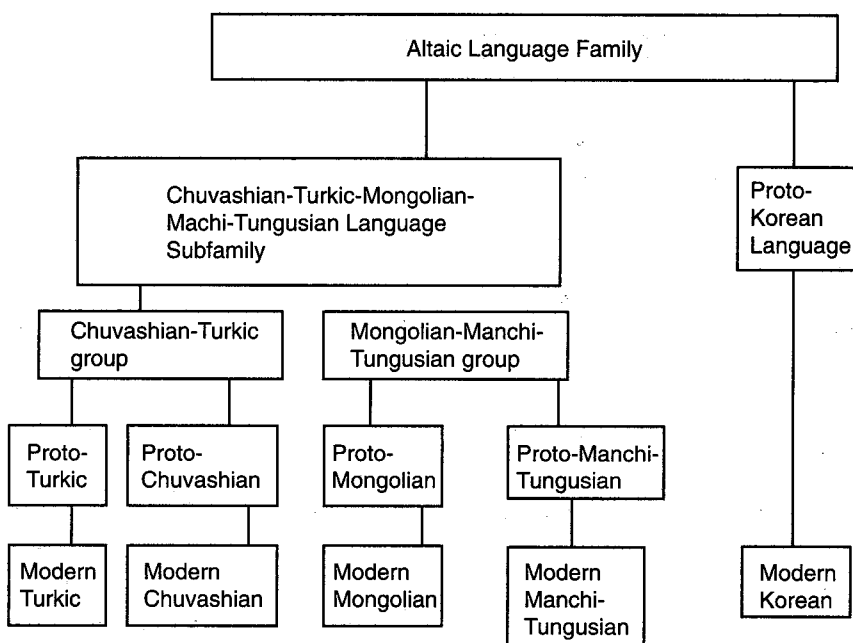 Altaic Language Family
Chuvashian-Turkic-Mongolian-
Machi-Tungusian Language
Subfamily
Proto-
Korean
Language
Chuvashian-Turkic
group
Mongolian-Manchi-
Tungusian group
Proto-
Turkic
Proto-
Chuvashian
Proto-
Mongolian
Proto-Manchi-
Tungusian
Modern
Turkic
Modern
Chuvashian
Modern
Mongolian
Modern
Manchi-
Tungusian
Modern
Korean